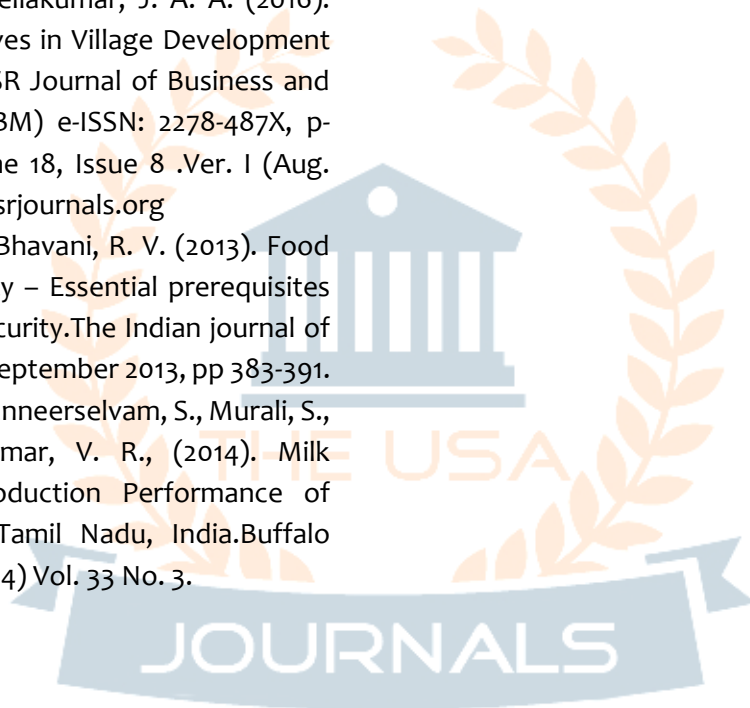 J. A. A. (2016).
ves in Village Development
SR Journal of Business and
BM) e-ISSN: 2278-487X, p-
ne 18, Issue 8 .Ver. I (Aug.
srjournals.org
Bhavani, R. V. (2013). Food
y – Essential prerequisites
curity.The Indian journal of
eptember 2013, pp 383-391.
nneerselvam, S., Murali, S.,
mar, V. R., (2014). Milk
oduction Performance of
Tamil Nadu, India.Buffalo
4) Vol. 33 No. 3.
THE USA
JOURNALS